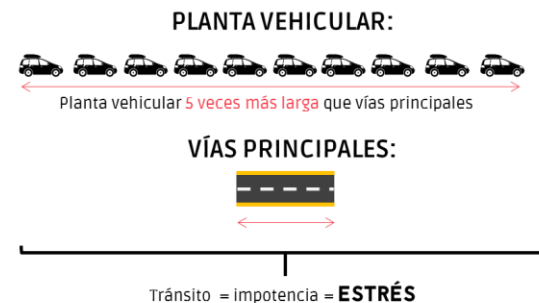 PLANTA VEHICULAR:
Planta vehicular 5 veces más larga que vías principales
VÍAS PRINCIPALES:
Tránsito = impotencia = ESTRÉS